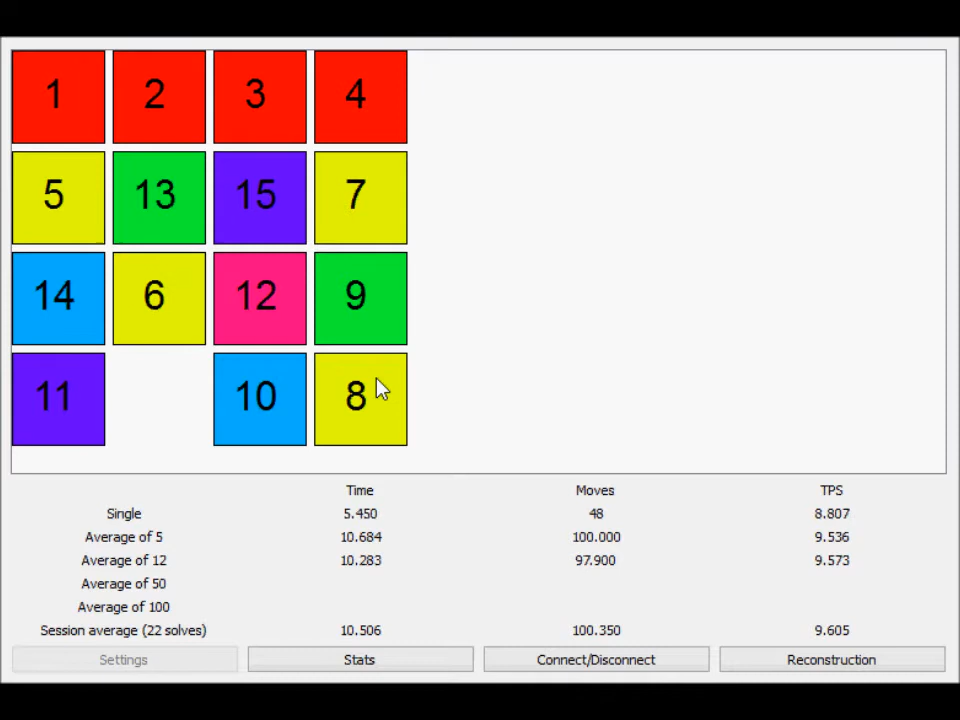 1 2 3 4
5 13 15 7
14 6 12 9
11 10 8
Time Moves TPS
Single 5.450 48 8.807
Average of 5 10.684 100.000 9.536
Average of 12 10.283 97.900 9.573
Average of 50
Average of 100
Session average (22 solves) 10.506 100.350 9.605
Settings Stats Connect/Disconnect Reconstruction